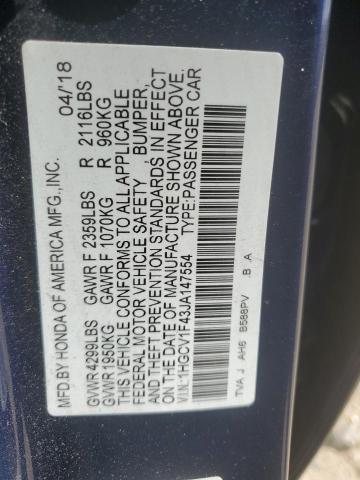 MFD.BY HONDA OF AMERICA MFG.,INC. 04/'18
GVWR 4299LBS GAWR F 2359LBS R 2116LBS
GVWR 1950KG GAWR F 1070KG R 960KG
THIS VEHICLE CONFORMS TO ALL APPLICABLE
FEDERAL MOTOR VEHICLE SAFETY , BUMPER,
AND THEFT PREVENTION STANDARDS IN EFFECT
ON THE DATE OF MANUFACTURE SHOWN ABOVE.
V.I.N.: 1HGCV1F43JA147554 TYPE:PASSENGER CAR
TVA J AH6 B588PV B A